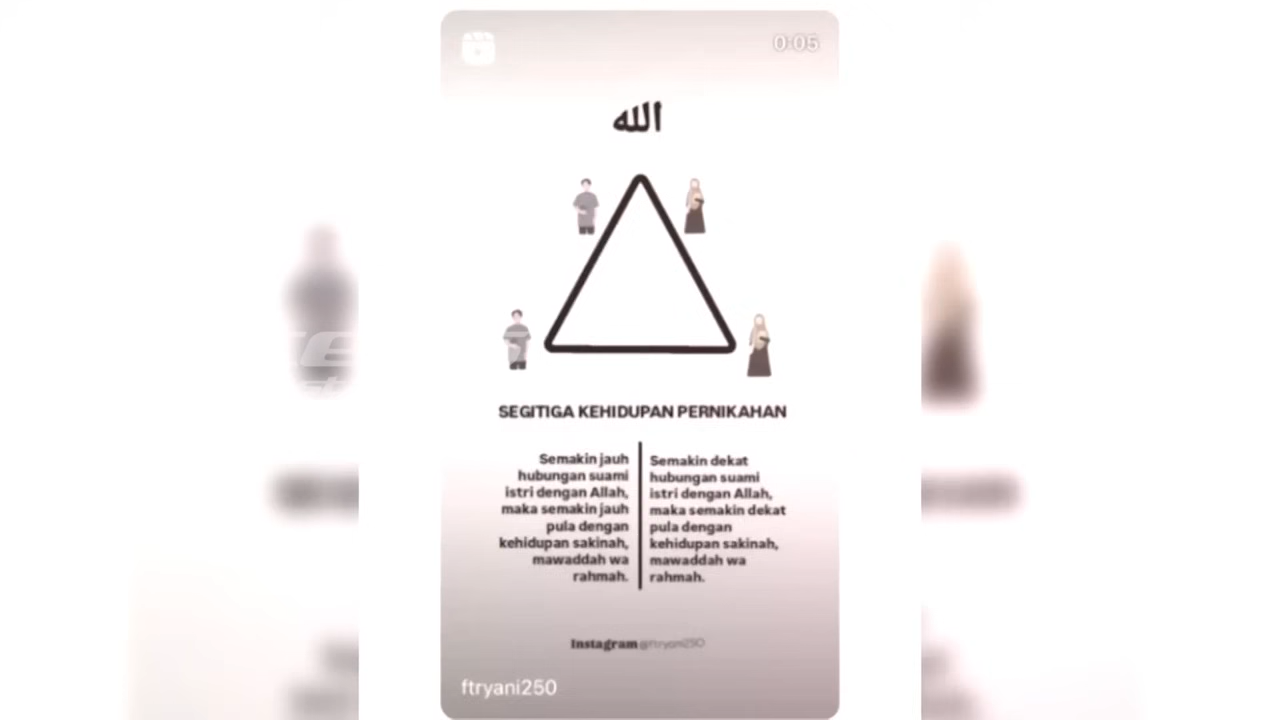 0:05
الله
SEGITIGA KEHIDUPAN PERNIKAHAN
Semakin jauh
hubungan suami
istri dengan Allah,
maka semakin jauh
pula dengan
kehidupan sakinah,
mawaddah wa
rahmah.
Semakin dekat
hubungan suami
istri dengan Allah,
maka semakin dekat
pula dengan
kehidupan sakinah,
mawaddah wa
rahmah.
Instagram @ftryani250
ftryani250